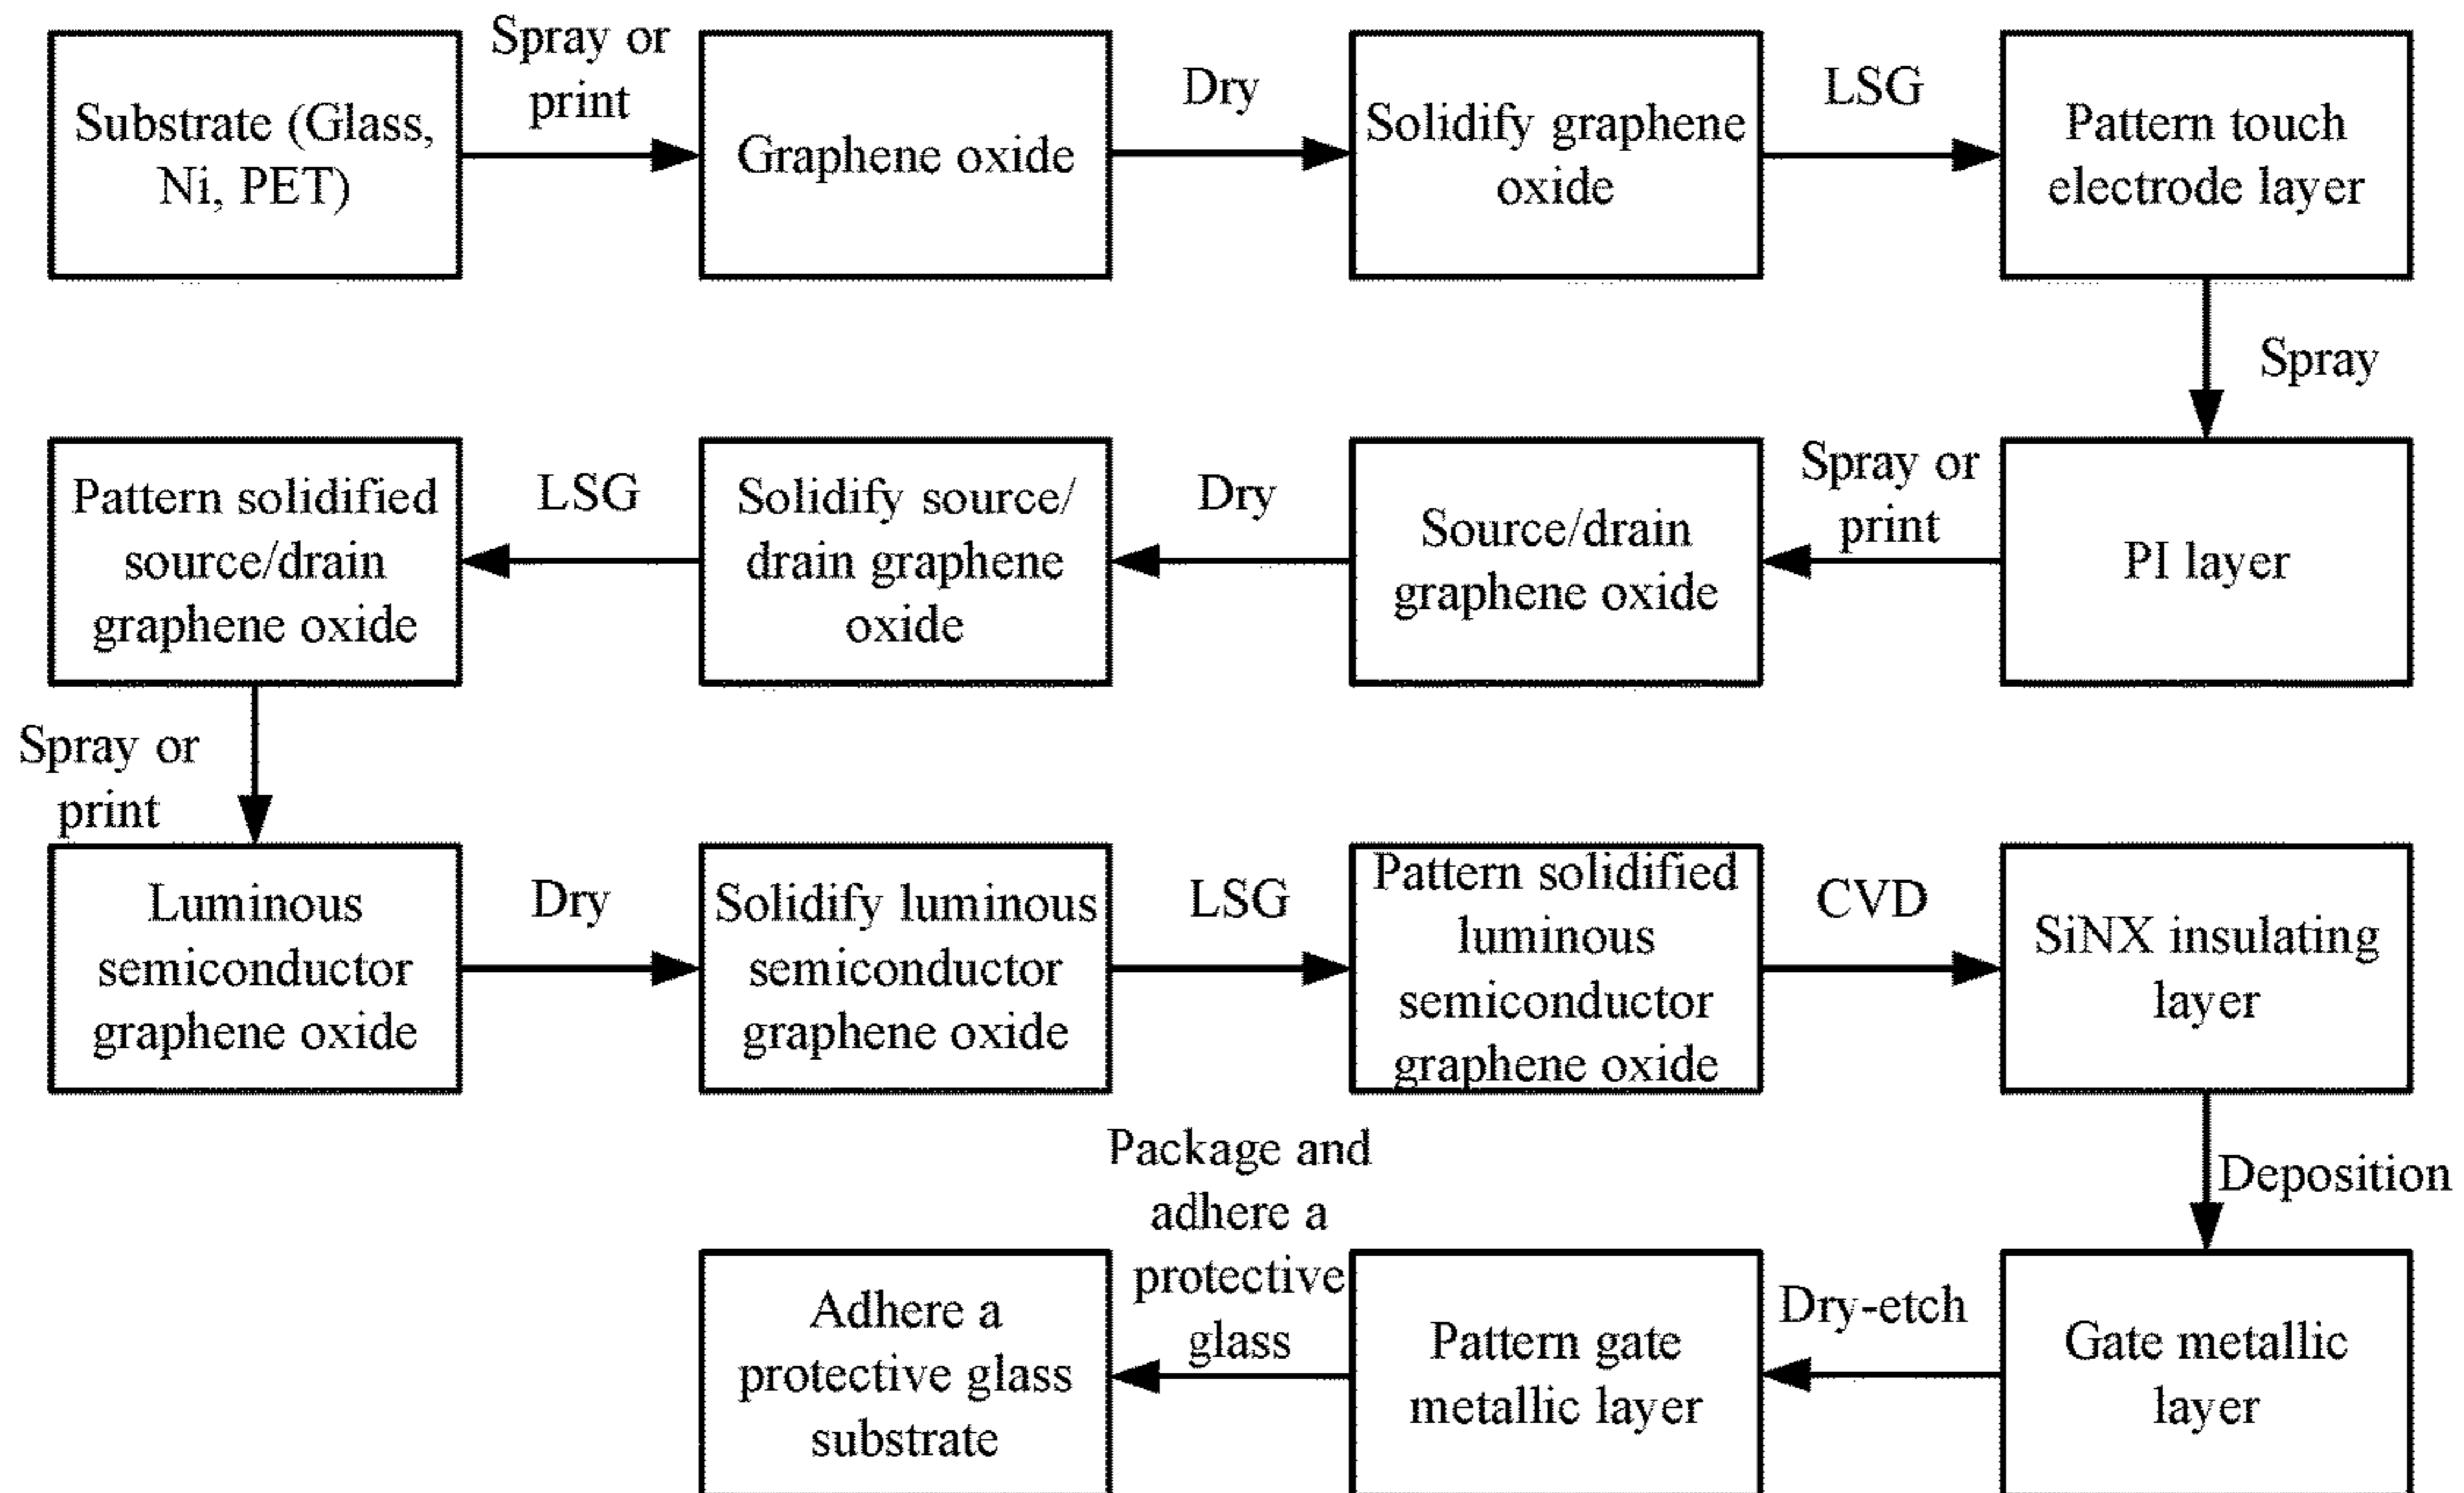 Substrate (Glass,
Ni, PET)
Spray or
print
Graphene oxide
Dry
Solidify graphene
oxide
LSG
Pattern touch
electrode layer
Spray
PI layer
Spray or
print
Source/drain
graphene oxide
Dry
Solidify source/
drain graphene
oxide
LSG
Pattern solidified
source/drain
graphene oxide
Spray or
print
Luminous
semiconductor
graphene oxide
Dry
Solidify luminous
semiconductor
graphene oxide
LSG
Pattern solidified
luminous
semiconductor
graphene oxide
CVD
SiNX insulating
layer
Deposition
Gate metallic
layer
Dry-etch
Pattern gate
metallic layer
Package and
adhere a
protective
glass
Adhere a
protective glass
substrate